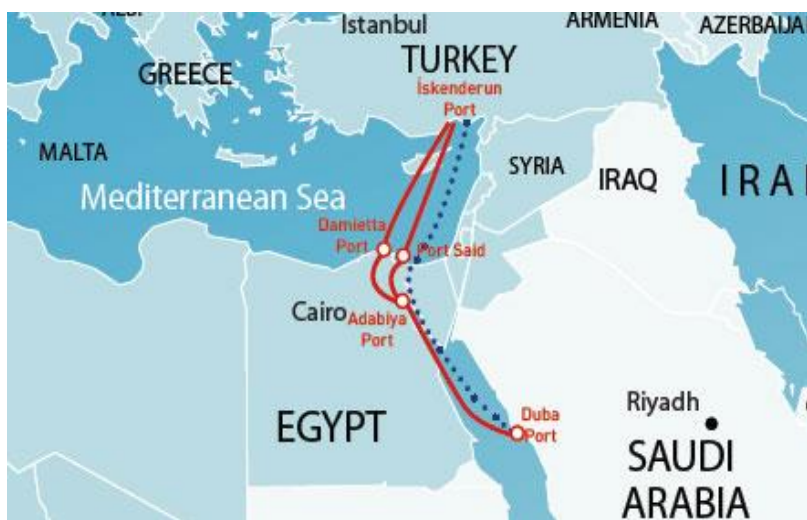 Istanbul
ARMENIA
AZERBAIJA
GREECE
TURKEY
İskenderun
Port
MALTA
SYRIA
IRAQ
IRA
Mediterranean Sea
Damietta
Port
Port Said
Cairo
Adabiya
Port
Riyadh
Duba
Port
EGYPT
SAUDI
ARABIA